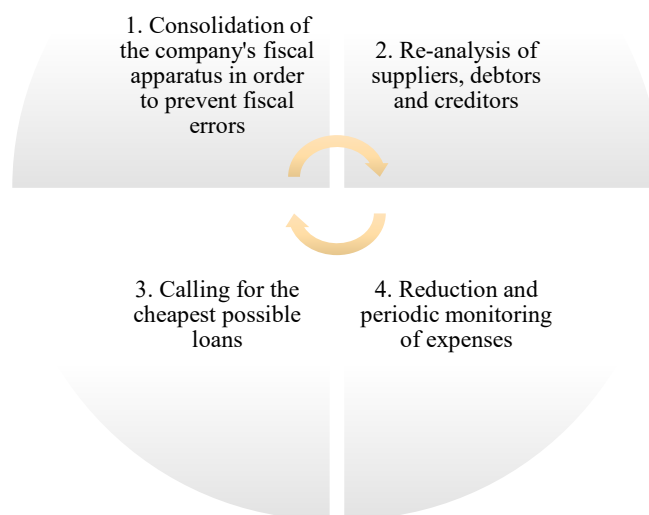 1. Consolidation of
the company's fiscal
apparatus in order
to prevent fiscal
errors
2. Re-analysis of
suppliers, debtors
and creditors
3. Calling for the
cheapest possible
loans
4. Reduction and
periodic monitoring
of expenses